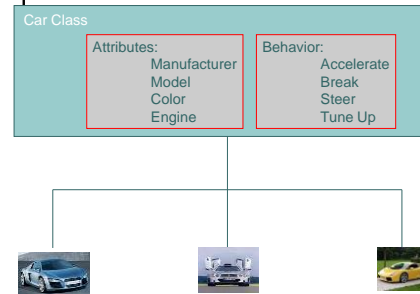 Car Class
Attributes:
Manufacturer
Model
Color
Engine
Behavior:
Accelerate
Break
Steer
Tune Up